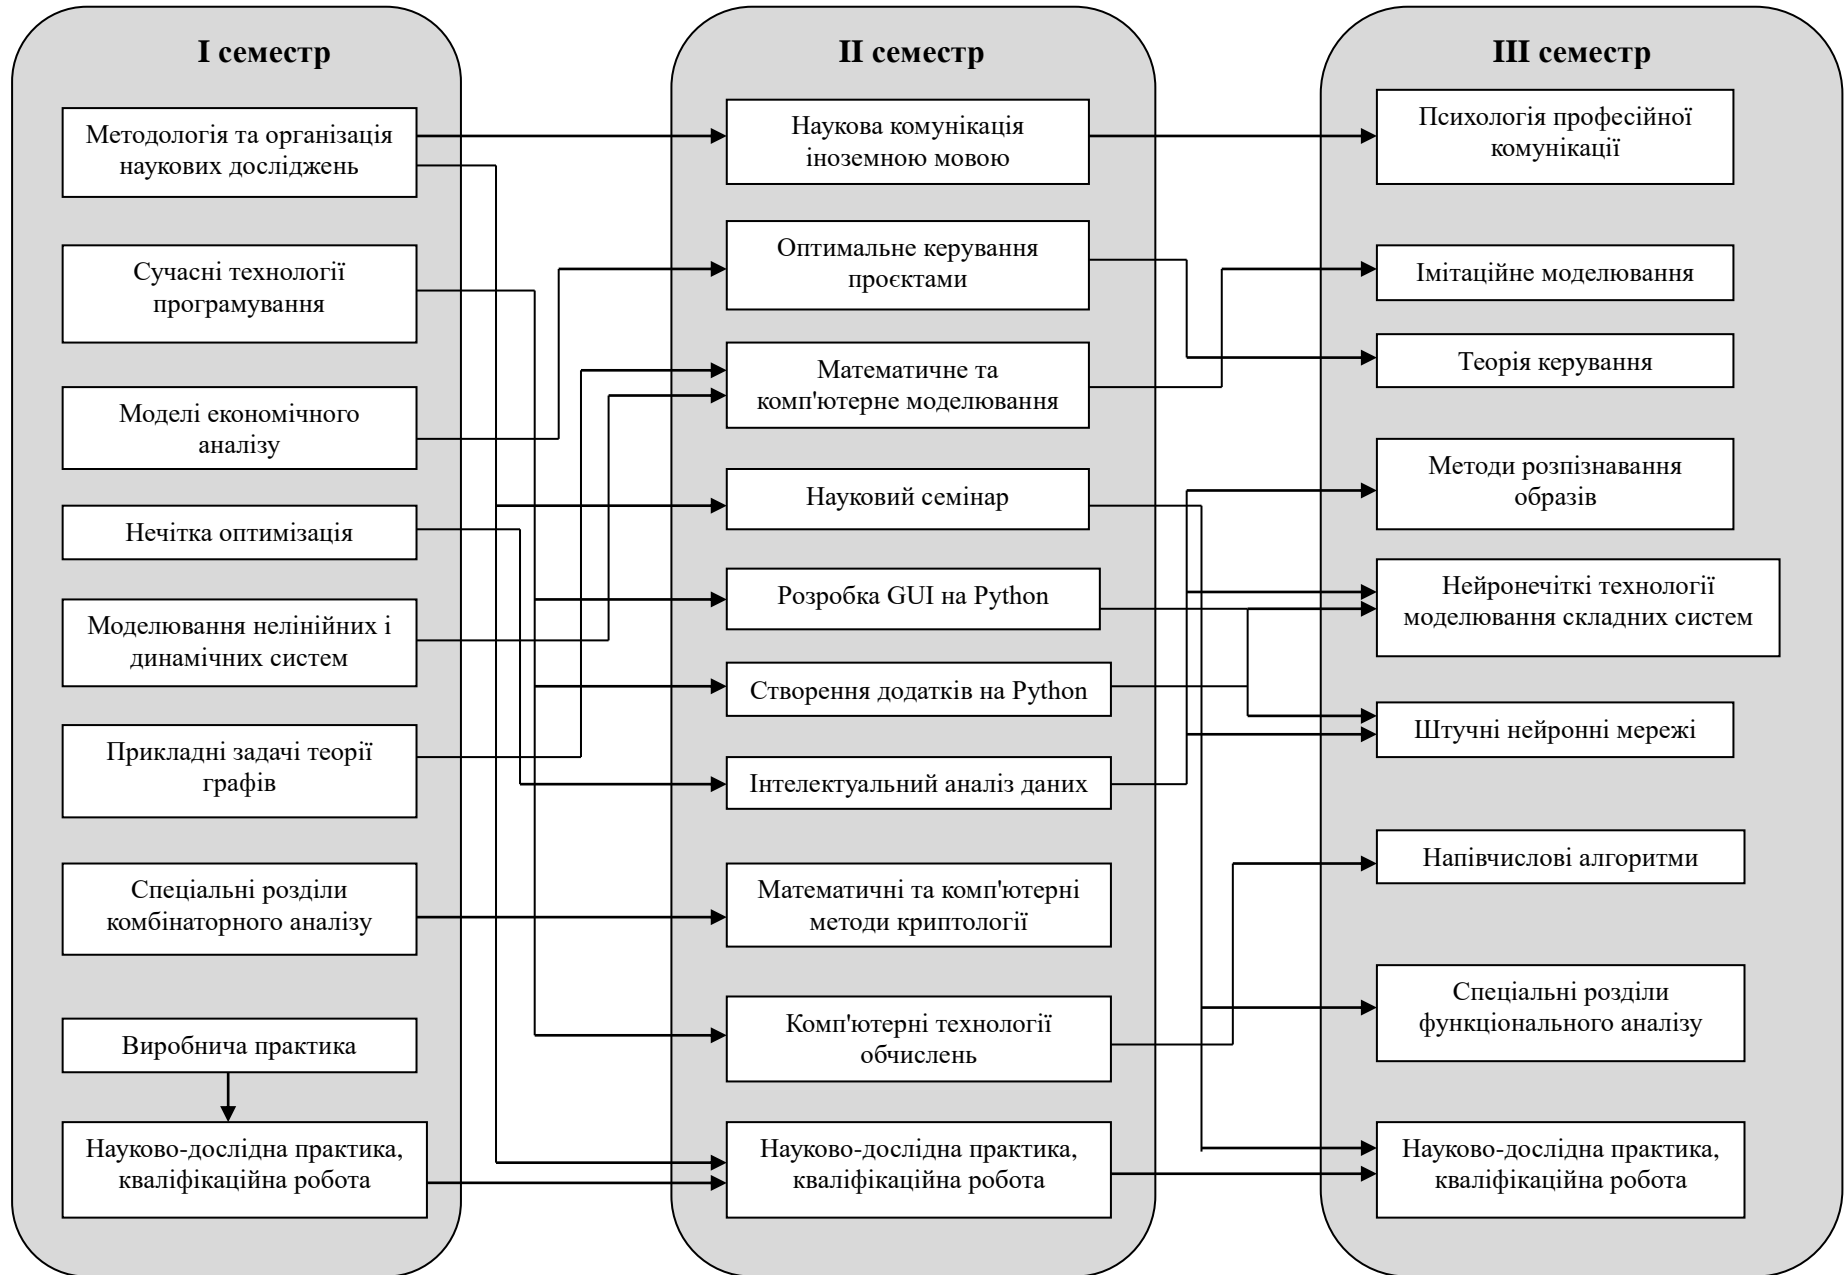 I семестр
Методологія та організація
наукових досліджень
Сучасні технології
програмування
Моделі економічного
аналізу
Нечітка оптимізація
Моделювання нелінійних і
динамічних систем
Прикладні задачі теорії
графів
Спеціальні розділи
комбінаторного аналізу
Виробнича практика
Науково-дослідна практика,
кваліфікаційна робота
II семестр
Наукова комунікація
іноземною мовою
Оптимальне керування
проєктами
Математичне та
комп'ютерне моделювання
Науковий семінар
Розробка GUI на Python
Створення додатків на Python
Інтелектуальний аналіз даних
Математичні та комп'ютерні
методи криптології
Комп'ютерні технології
обчислень
Науково-дослідна практика,
кваліфікаційна робота
III семестр
Психологія професійної
комунікації
Імітаційне моделювання
Теорія керування
Методи розпізнавання
образів
Нейронечіткі технології
моделювання складних систем
Штучні нейронні мережі
Напівчислові алгоритми
Спеціальні розділи
функціонального аналізу
Науково-дослідна практика,
кваліфікаційна робота